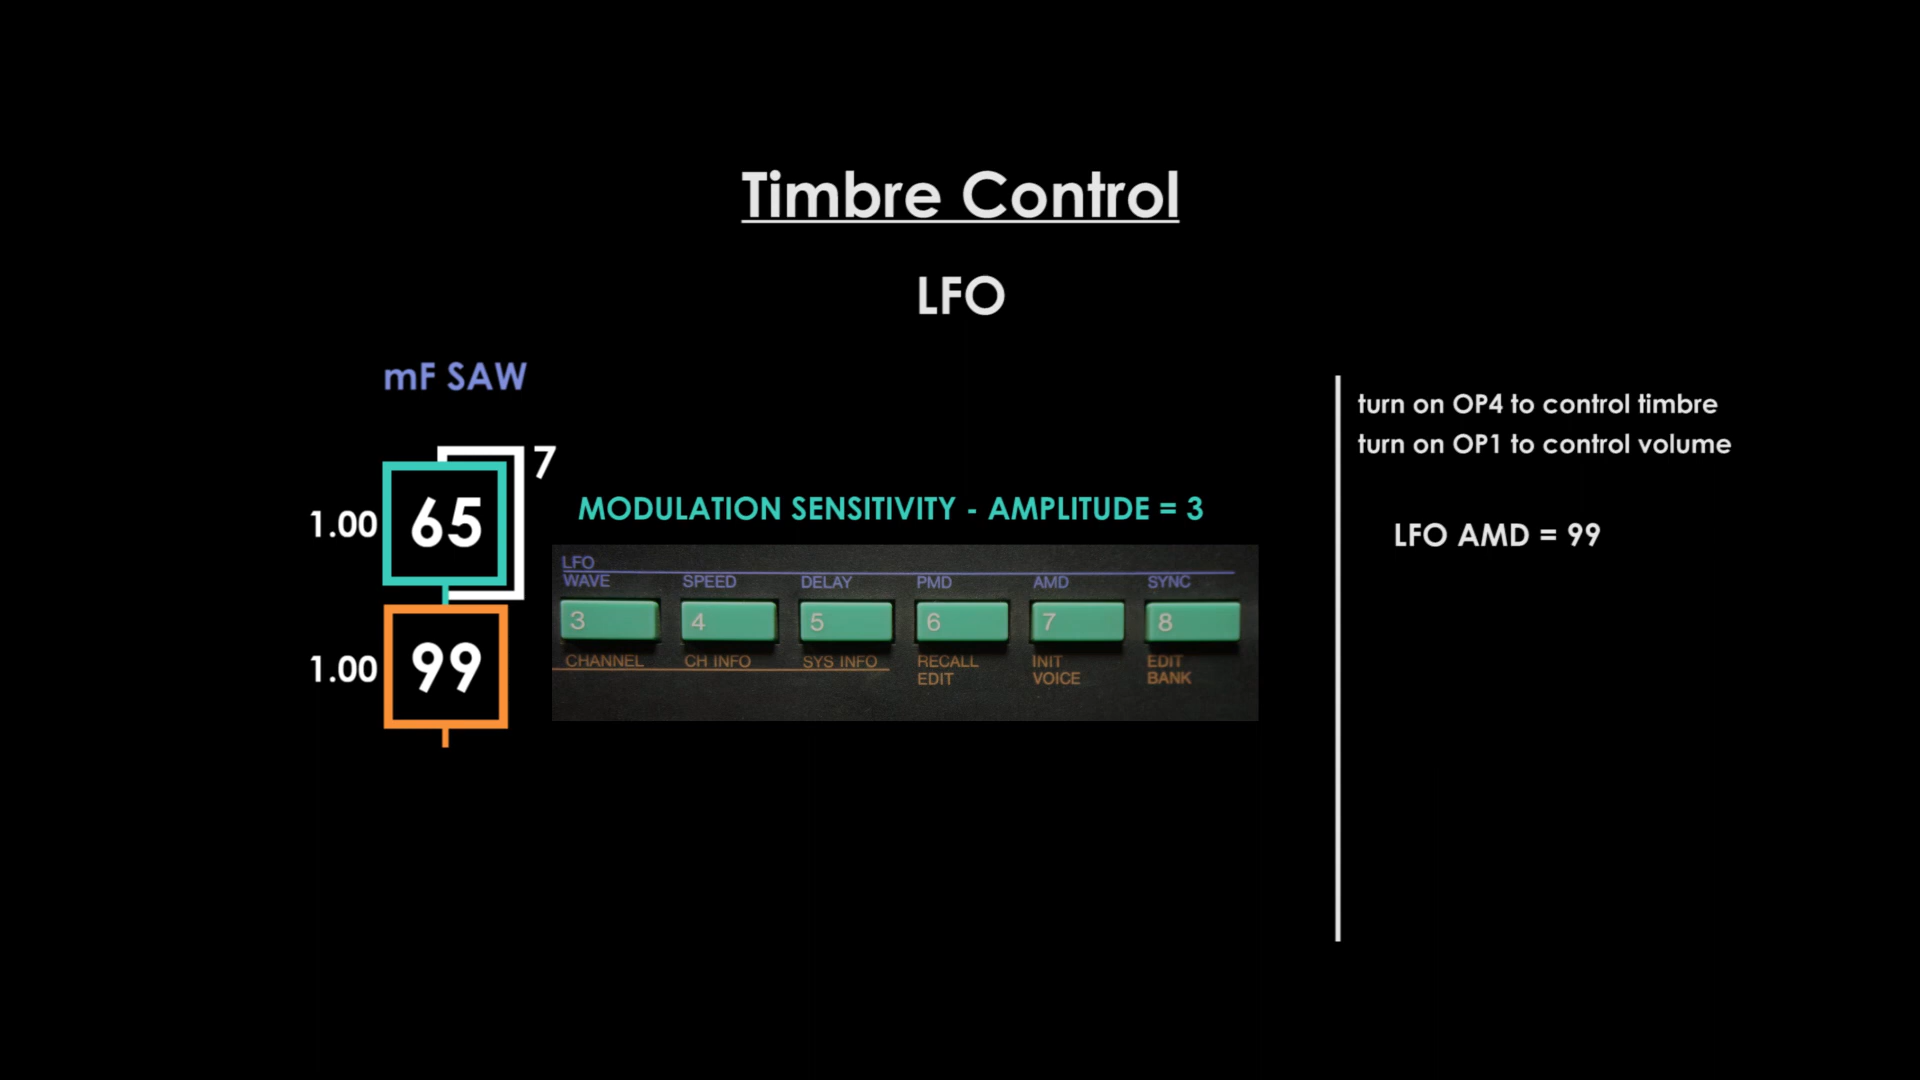 Timbre Control
LFO
mF SAW
7
1.00
65
1.00
99
MODULATION SENSITIVITY - AMPLITUDE = 3
LFO
WAVE SPEED DELAY PMD AMD SYNC
3 4 5 6 7 8
CHANNEL CH INFO SYS INFO RECALL EDIT INIT VOICE EDIT BANK
turn on OP4 to control timbre
turn on OP1 to control volume
LFO AMD = 99